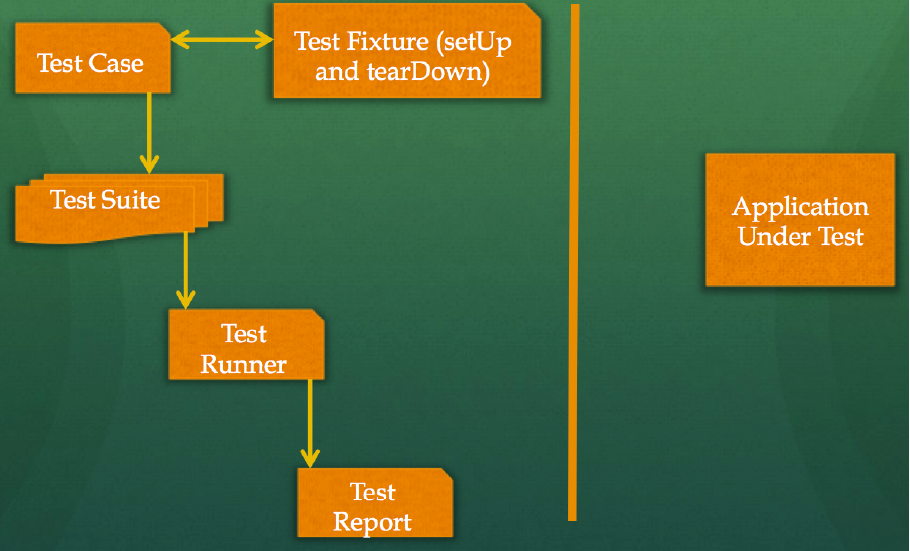 Test Case
Test Fixture (setUp
and tearDown)
Test Suite
Application
Under Test
Test
Runner
Test
Report